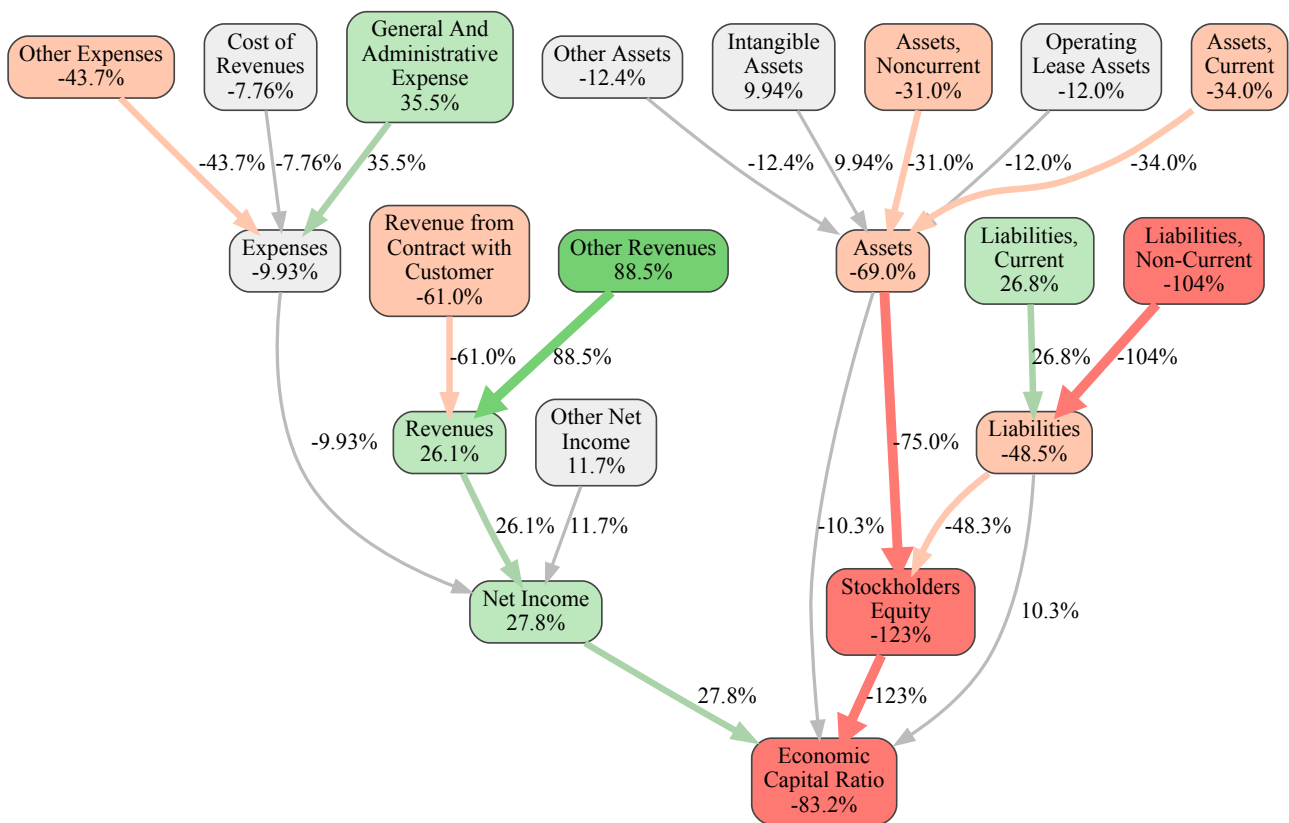 Other Expenses
-43.7%
Cost of
Revenues
-7.76%
General And
Administrative
Expense
35.5%
Other Assets
-12.4%
Intangible
Assets
9.94%
Assets,
Noncurrent
-31.0%
Operating
Lease Assets
-12.0%
Assets,
Current
-34.0%
-43.7%
-7.76%
35.5%
-12.4%
9.94%
-31.0%
-12.0%
-34.0%
Expenses
-9.93%
Revenue from
Contract with
Customer
-61.0%
Other Revenues
88.5%
Assets
-69.0%
Liabilities,
Current
26.8%
Liabilities,
Non-Current
-104%
-61.0%
88.5%
26.8%
-104%
-9.93%
Revenues
26.1%
Other Net
Income
11.7%
-75.0%
Liabilities
-48.5%
26.1%
11.7%
-10.3%
-48.3%
Net Income
27.8%
Stockholders
Equity
-123%
10.3%
27.8%
-123%
Economic
Capital Ratio
-83.2%